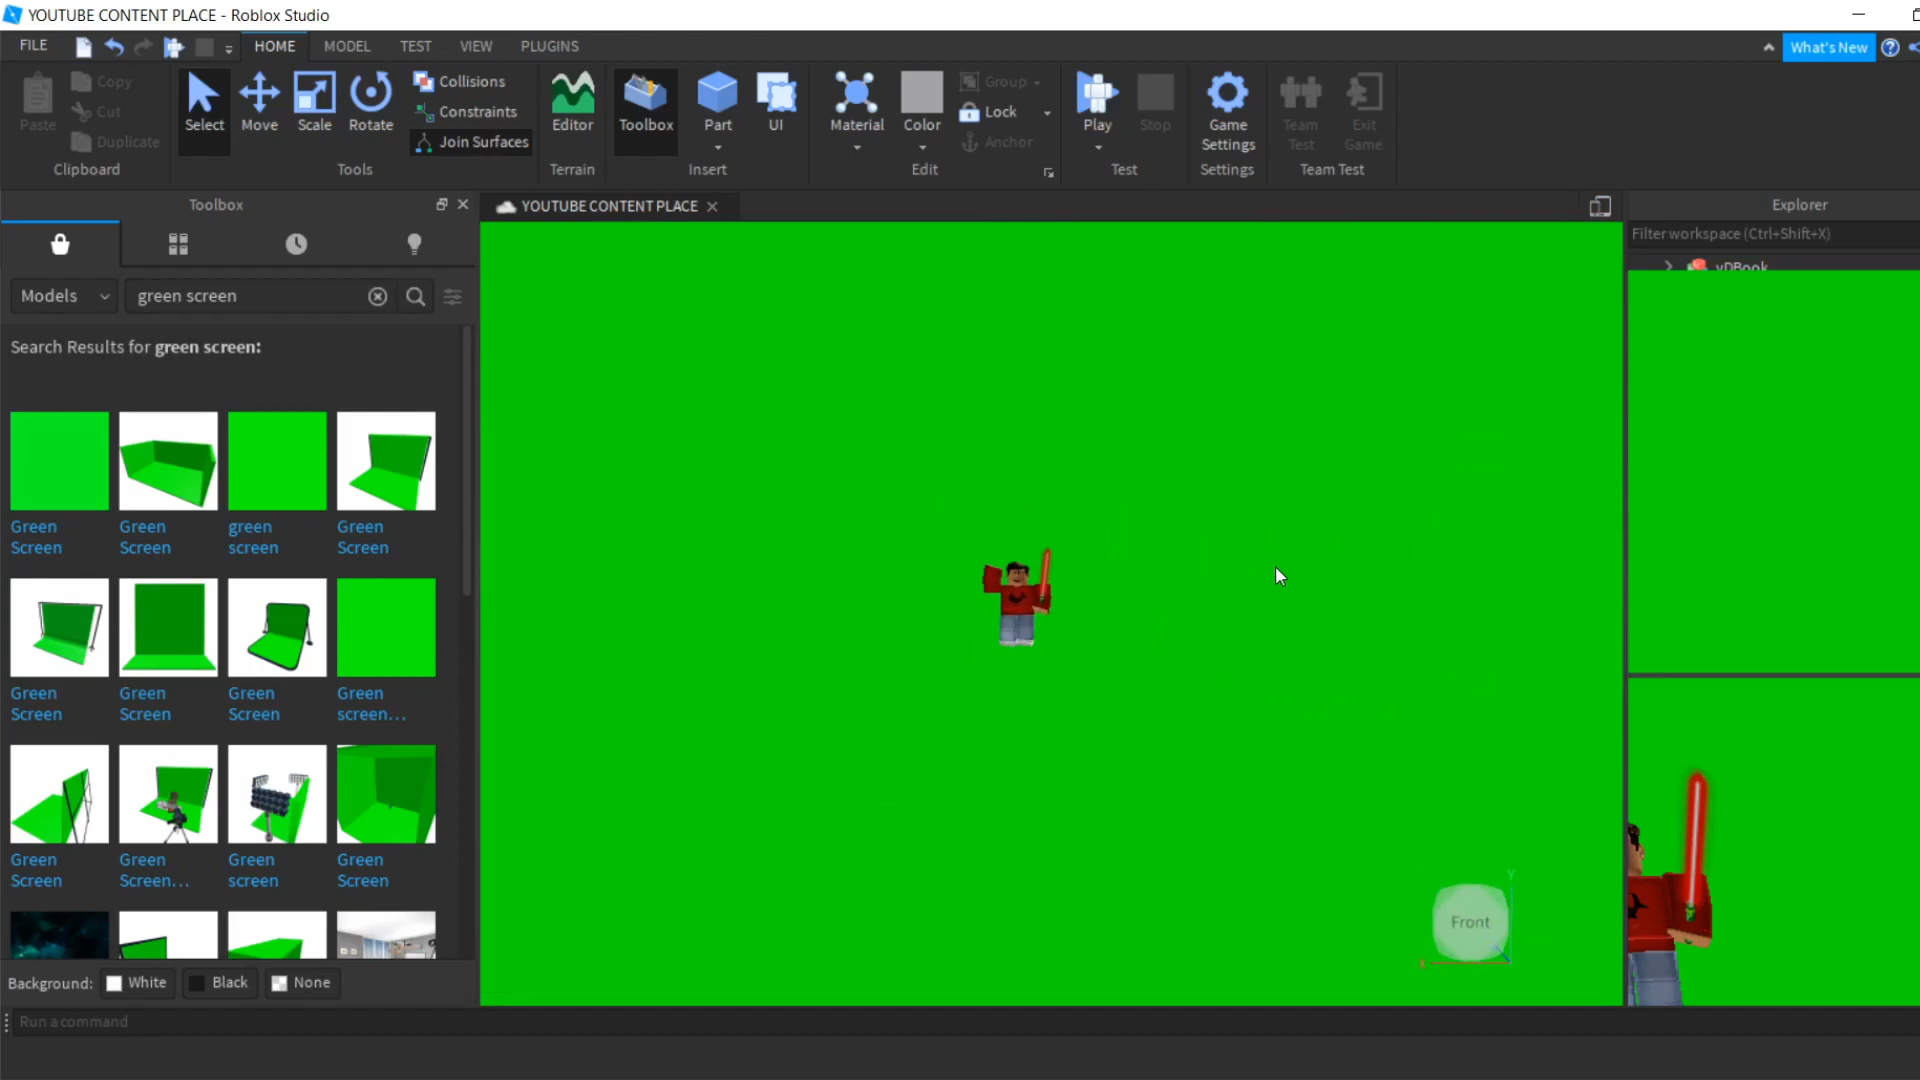 YOUTUBE CONTENT PLACE - Roblox Studio
FILE HOME MODEL TEST VIEW PLUGINS What's New ?
Paste Copy Cut Duplicate
Clipboard
Select Move Scale Rotate
Collisions
Constraints
Join Surfaces
Tools
Editor
Terrain
Toolbox Part UI
Insert
Material Color
Group
Lock
Anchor
Edit
Play Stop
Test
Game Settings
Settings
Team Test
Exit Game
Team Test
Toolbox
YOUTUBE CONTENT PLACE
Explorer
Filter workspace (Ctrl+Shift+X)
vDBook
Models green screen
Search Results for green screen:
Green Screen
Green Screen
green screen
Green Screen
Green Screen
Green Screen
Green Screen
Green screen...
Green Screen
Green Screen...
Green screen
Green Screen
Front
Y
X
Background: White Black None
Run a command